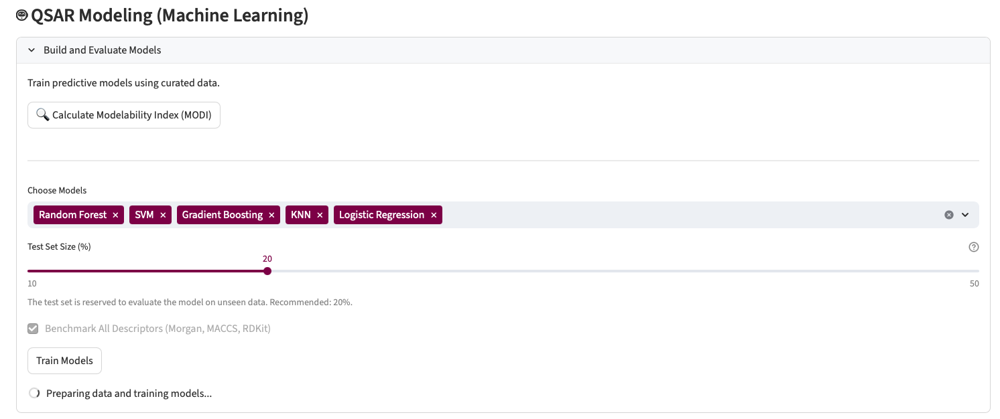 QSAR Modeling (Machine Learning)
Build and Evaluate Models
Train predictive models using curated data.
Calculate Modelability Index (MODI)
Choose Models
Random Forest × SVM × Gradient Boosting × KNN × Logistic Regression ×
Test Set Size (%)
20
10 50
The test set is reserved to evaluate the model on unseen data. Recommended: 20%.
Benchmark All Descriptors (Morgan, MACCS, RDKit)
Train Models
Preparing data and training models...